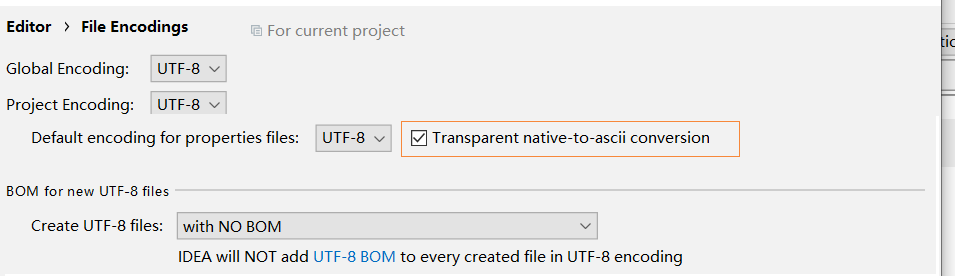 Editor > File Encodings For current project
Global Encoding: UTF-8
Project Encoding: UTF-8
Default encoding for properties files: UTF-8 Transparent native-to-ascii conversion
BOM for new UTF-8 files
Create UTF-8 files: with NO BOM
IDEA will NOT add UTF-8 BOM to every created file in UTF-8 encoding